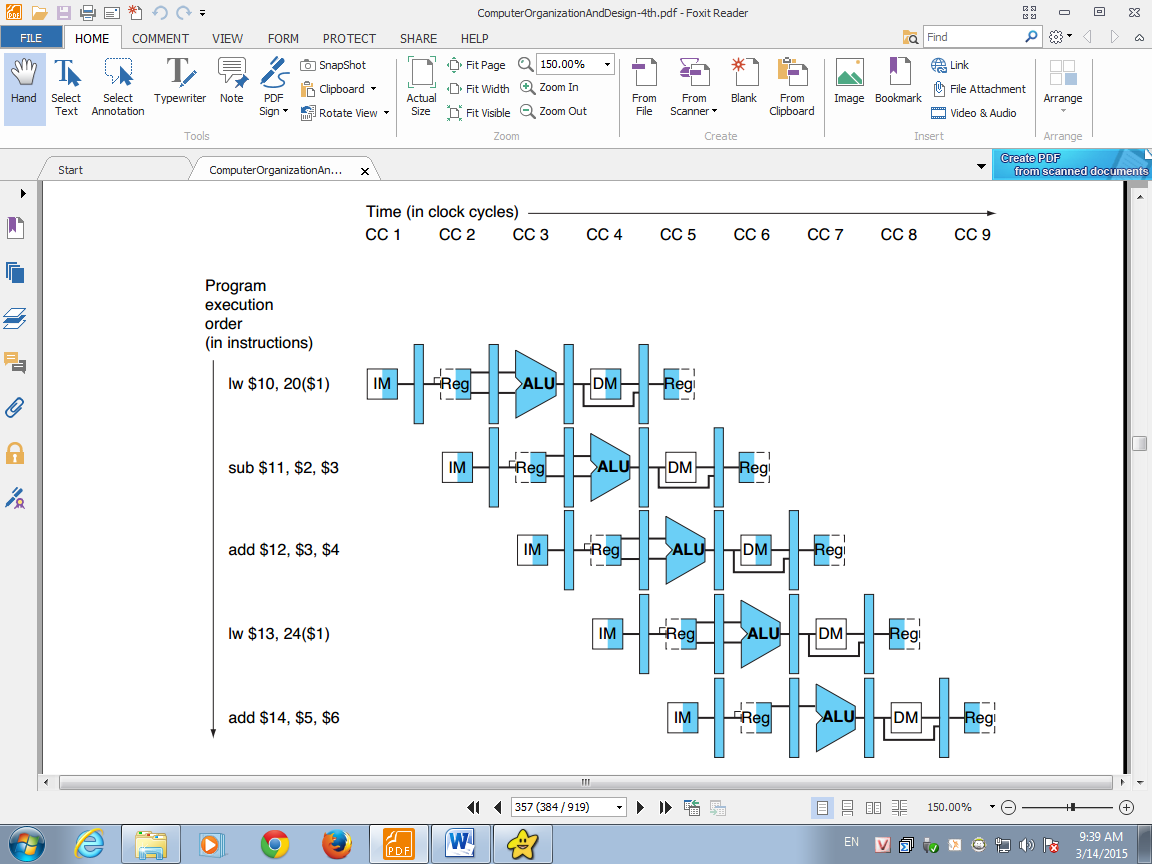 ComputerOrganizationAndDesign-4th.pdf - Foxit Reader
FILE HOME COMMENT VIEW FORM PROTECT SHARE HELP Find
Hand
Select Text
Select Annotation
Typewriter
Note
PDF Sign
SnapShot
Clipboard
Rotate View
Tools
Actual Size
Fit Page
Fit Width
Fit Visible
150.00%
Zoom In
Zoom Out
Zoom
From File
From Scanner
Blank
From Clipboard
Create
Image
Bookmark
Link
File Attachment
Video & Audio
Insert
Arrange
Arrange
Start
ComputerOrganizationAn...
Create PDF
from scanned documents
Time (in clock cycles)
CC 1 CC 2 CC 3 CC 4 CC 5 CC 6 CC 7 CC 8 CC 9
Program
execution
order
(in instructions)
lw $10, 20($1) IM Reg ALU DM Reg
sub $11, $2, $3 IM Reg ALU DM Reg
add $12, $3, $4 IM Reg ALU DM Reg
lw $13, 24($1) IM Reg ALU DM Reg
add $14, $5, $6 IM Reg ALU DM Reg
357 (384 / 919) 150.00%
PDF
EN
9:39 AM
3/14/2015